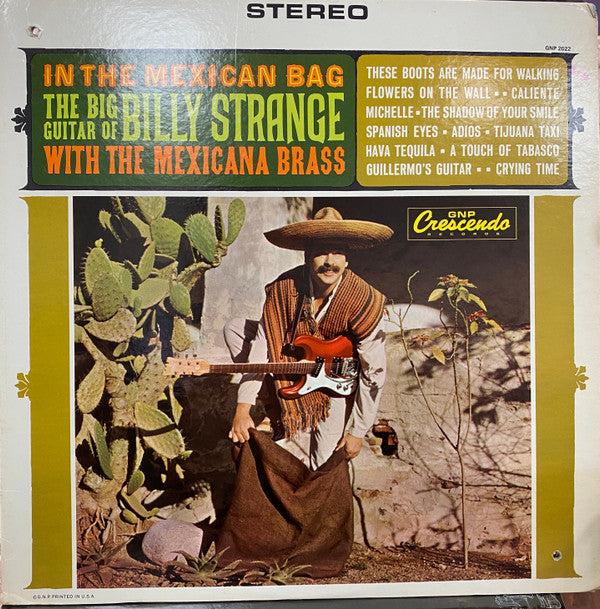 STEREO
GNP 2022
IN THE MEXICAN BAG
THE BIG GUITAR OF BILLY STRANGE
WITH THE MEXICANA BRASS
THESE BOOTS ARE MADE FOR WALKING
FLOWERS ON THE WALL • • CALIENTE
MICHELLE • THE SHADOW OF YOUR SMILE
SPANISH EYES • ADIOS • TIJUANA TAXI
HAVA TEQUILA • A TOUCH OF TABASCO
GUILLERMO'S GUITAR • • CRYING TIME
GNP
Crescendo
RECORDS
© G.N.P. PRINTED IN U.S.A.